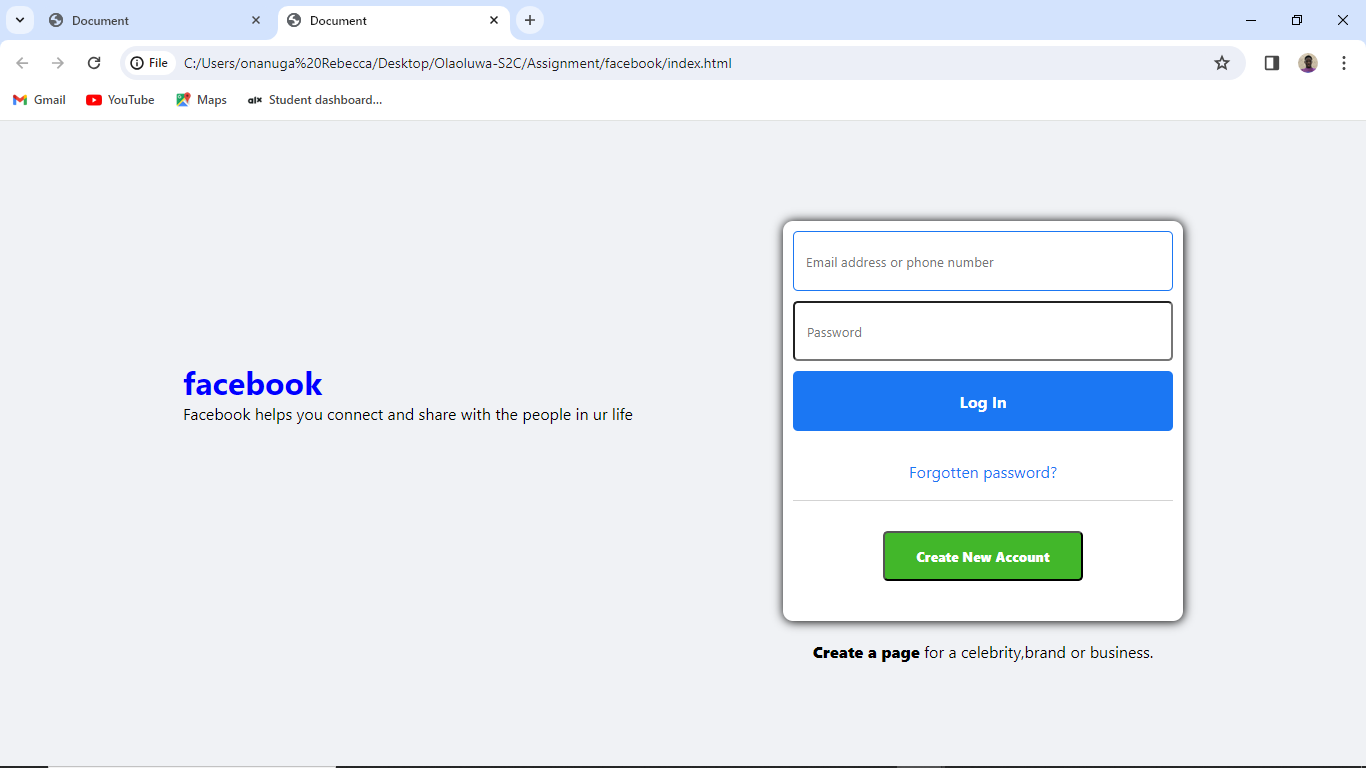 Document
Document
File
C:/Users/onanuga%20Rebecca/Desktop/Olaoluwa-S2C/Assignment/facebook/index.html
Gmail
YouTube
Maps
alx
Student dashboard...
facebook
Facebook helps you connect and share with the people in ur life
Email address or phone number
Password
Log In
Forgotten password?
Create New Account
Create a page for a celebrity,brand or business.